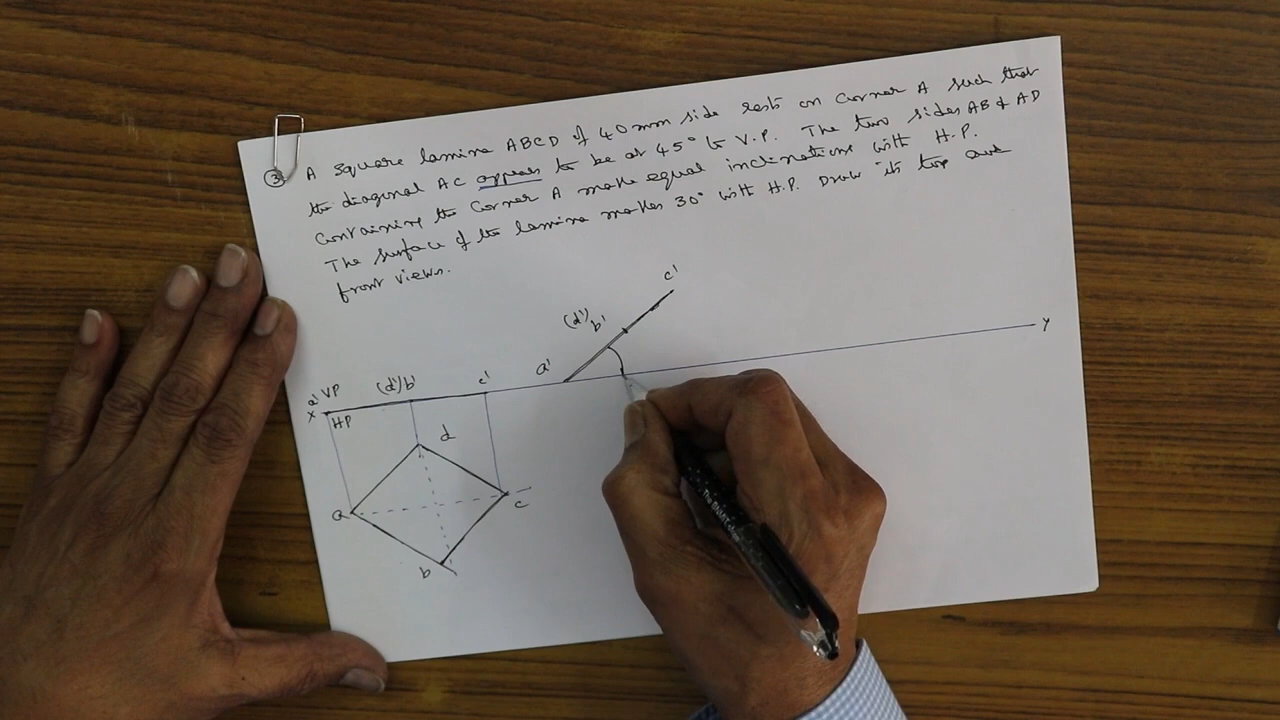 ③ A square lamina ABCD of 40mm side rests on corner A such that
the diagonal AC appears to be at 45° to V.P. The two sides AB & AD
containing the corner A make equal inclinations with H.P.
The surface of the lamina makes 30° with H.P. Draw its top and
front views.
c'
(d') b'
a'
Y
a' VP (d')b' c'
X HP
d
a
c
b